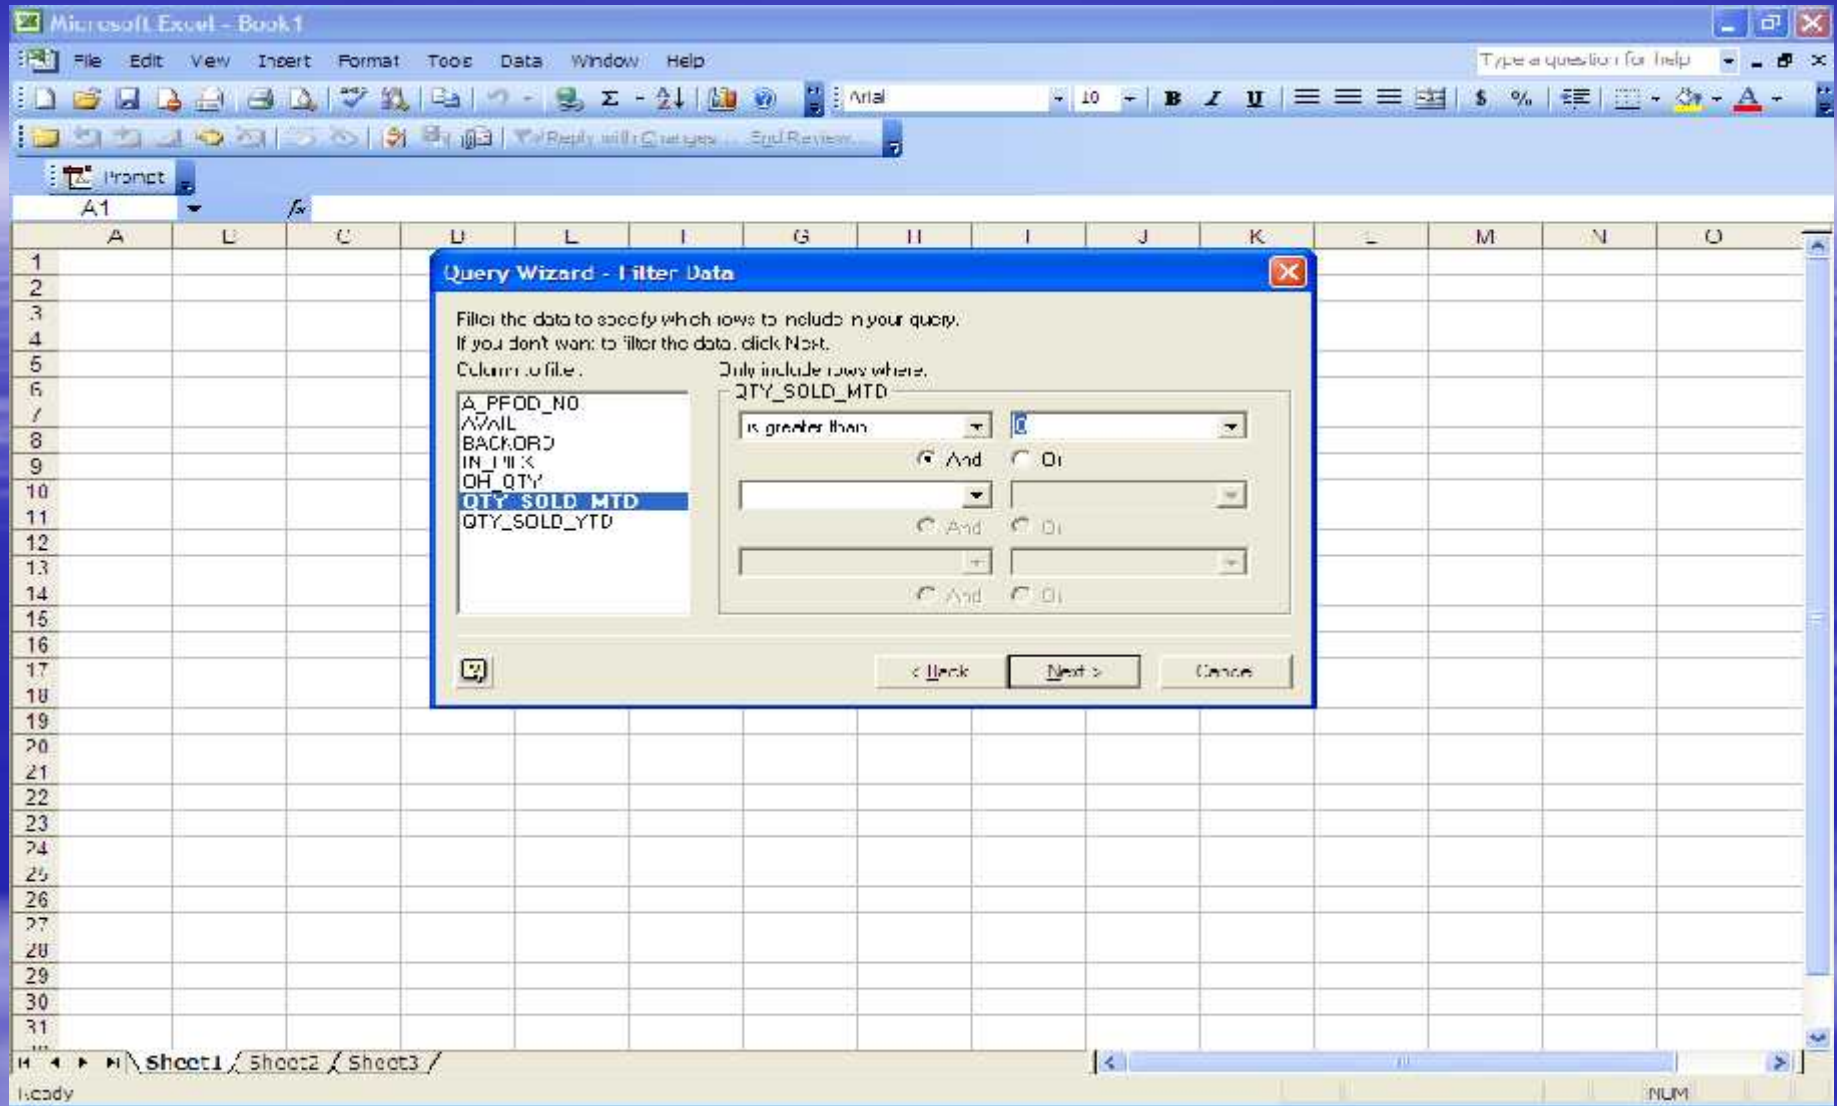 Microsoft Excel - Book1
File Edit View Insert Format Tools Data Window Help
Type a question for help
Arial 10 B I U $ %
Reply with Changes... End Review...
Prompt
A1 fx
A C D G H I J K L M N O
1
2
3
4
5
6
7
8
9
10
11
12
13
14
15
16
17
18
19
20
21
22
23
24
25
26
27
28
29
30
31
Query Wizard - Filter Data
Filter the data to specify which rows to include in your query.
If you don't want to filter the data, click Next.
Column to filter:
Only include rows where:
A_PROD_NO
AVAIL
BACKORD
IN_PICK
OH_QTY
QTY_SOLD_MTD
QTY_SOLD_YTD
QTY_SOLD_MTD
is greater than 0
And Or
And Or
And Or
< Back Next > Cancel
Sheet1 Sheet2 Sheet3
Ready NUM